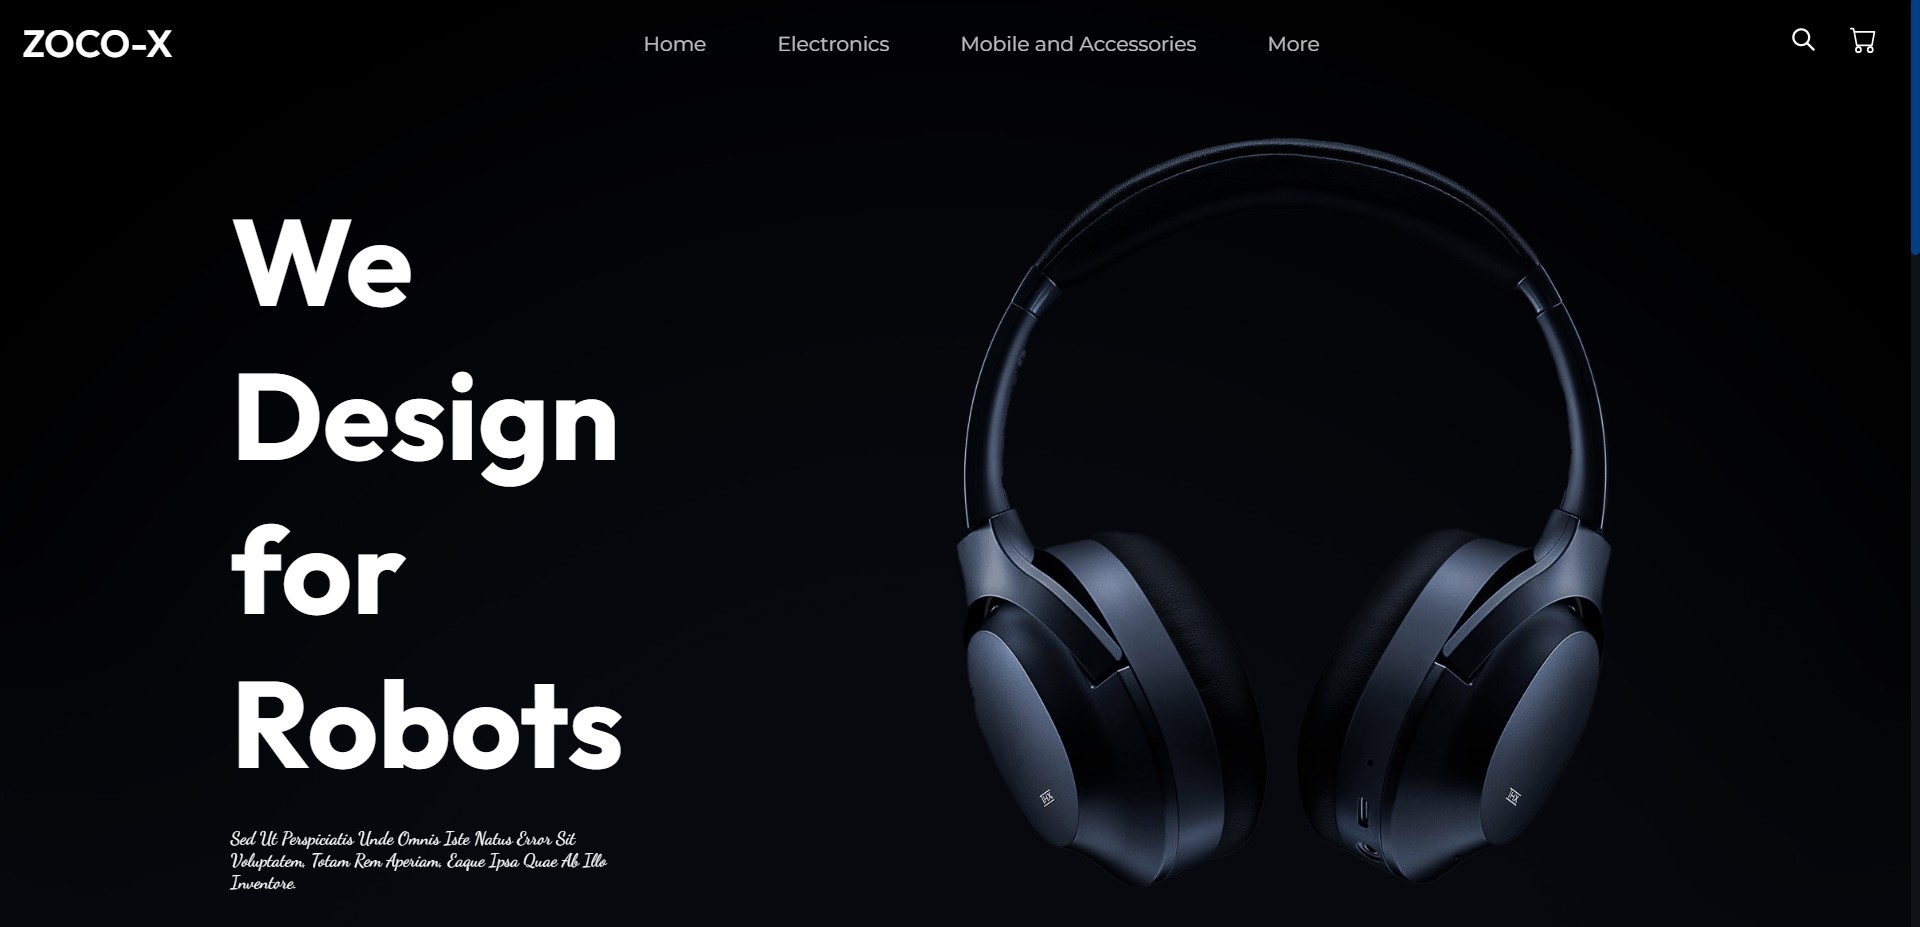 ZOCO-X
Home
Electronics
Mobile and Accessories
More
We
Design
for
Robots
Sed Ut Perspiciatis Unde Omnis Iste Natus Error Sit
Voluptatem, Totam Rem Aperiam, Eaque Ipsa Quae Ab Illo
Inventore.